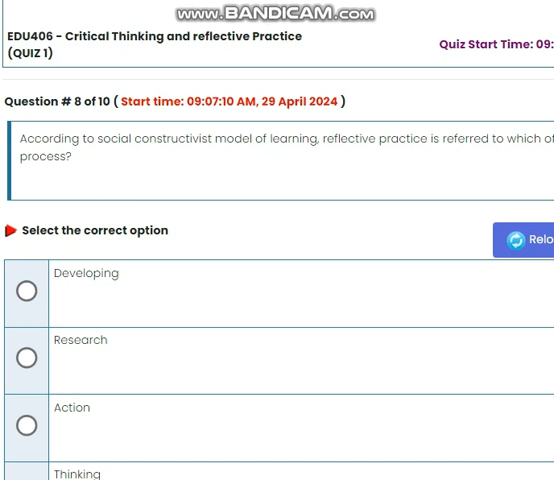 www.BANDICAM.com
EDU406 - Critical Thinking and reflective Practice
(QUIZ 1)
Quiz Start Time: 09:
Question # 8 of 10 ( Start time: 09:07:10 AM, 29 April 2024 )
According to social constructivist model of learning, reflective practice is referred to which of
process?
Select the correct option
Relo
Developing
Research
Action
Thinking